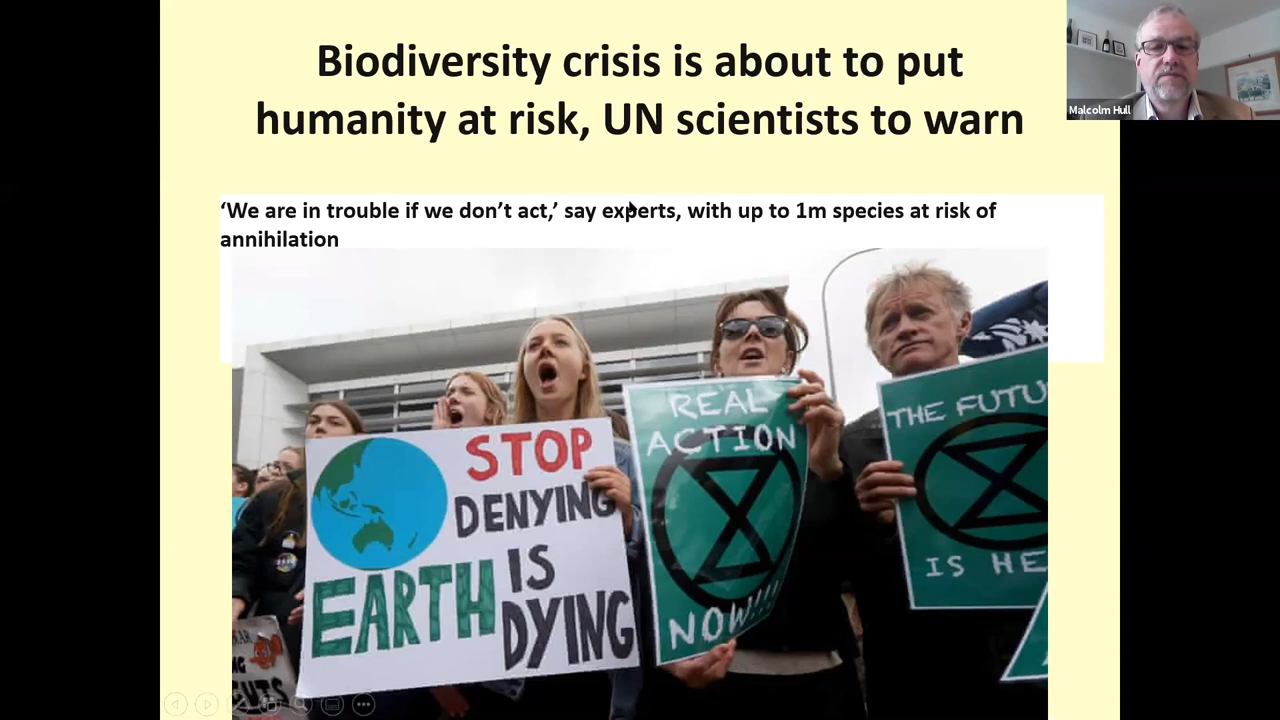 Biodiversity crisis is about to put
humanity at risk, UN scientists to warn
Malcolm Hull
‘We are in trouble if we don’t act,’ say experts, with up to 1m species at risk of
annihilation
STOP
DENYING
EARTH IS
DYING
REAL
ACTION
NOW!!!
THE FUTU
IS HE